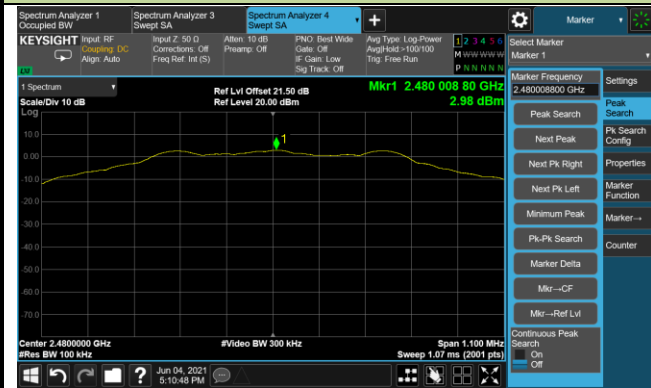 Spectrum Analyzer 1
Occupied BW
Spectrum Analyzer 3
Swept SA
Spectrum Analyzer 4
Swept SA
Marker
KEYSIGHT
Input: RF
Coupling: DC
Align: Auto
Input Z: 50 Ω
Corrections: Off
Freq Ref: Int (S)
Atten: 10 dB
Preamp: Off
PNO: Best Wide
Gate: Off
IF Gain: Low
Sig Track: Off
Avg Type: Log-Power
Avg|Hold:>100/100
Trig: Free Run
1 2 3 4 5 6
M W W W W W
P N N N N N
Select Marker
Marker 1
1 Spectrum
Scale/Div 10 dB
Log
Ref Lvl Offset 21.50 dB
Ref Level 20.00 dBm
Mkr1 2.480 008 80 GHz
2.98 dBm
10.0
0.00
-10.0
-20.0
-30.0
-40.0
-50.0
-60.0
-70.0
1
Center 2.4800000 GHz
#Res BW 100 kHz
#Video BW 300 kHz
Span 1.100 MHz
Sweep 1.07 ms (2001 pts)
Marker Frequency
2.480008800 GHz
Peak Search
Next Peak
Next Pk Right
Next Pk Left
Minimum Peak
Pk-Pk Search
Marker Delta
Mkr→CF
Mkr→Ref Lvl
Continuous Peak
Search
On
Off
Settings
Peak
Search
Pk Search
Config
Properties
Marker
Function
Marker→
Counter
Jun 04, 2021
5:10:48 PM